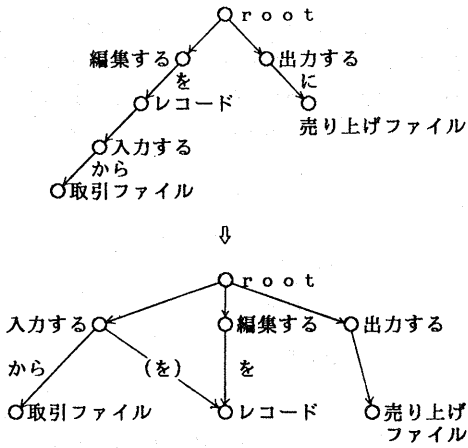 root
編集する 出力する
を に
レコード
売り上げファイル
入力する
から
取引ファイル
⇩
root
入力する 編集する 出力する
から (を) を
取引ファイル レコード 売り上げ
ファイル